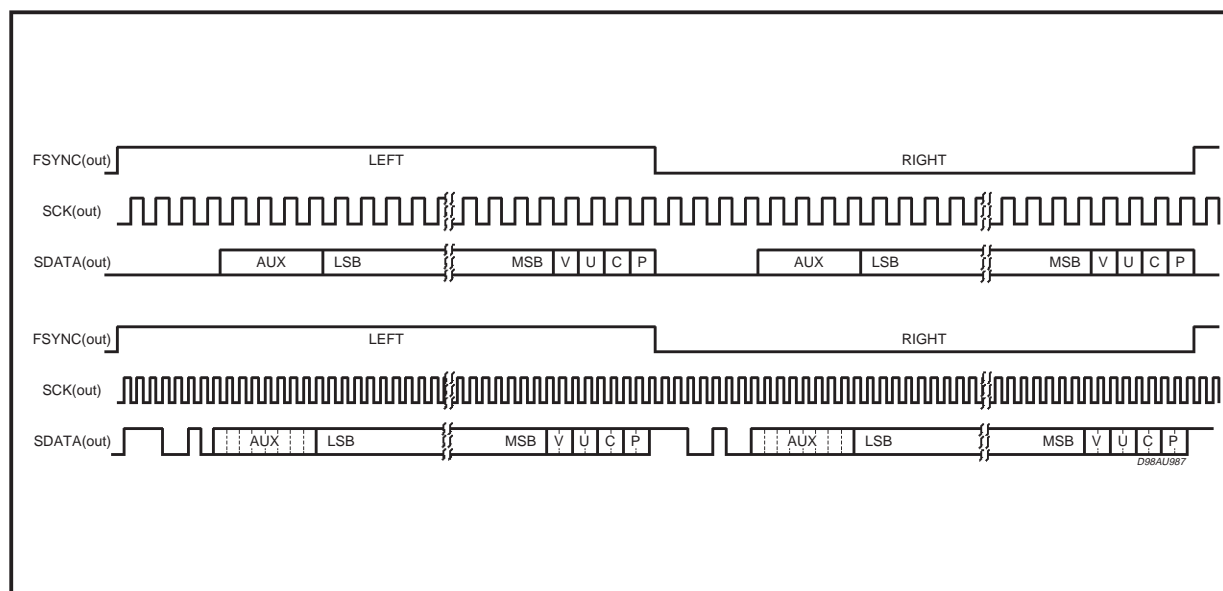 FSYNC(out) LEFT RIGHT
SCK(out)
SDATA(out) AUX LSB MSB V U C P AUX LSB MSB V U C P
FSYNC(out) LEFT RIGHT
SCK(out)
SDATA(out) AUX LSB MSB V U C P AUX LSB MSB V U C P
D98AU987